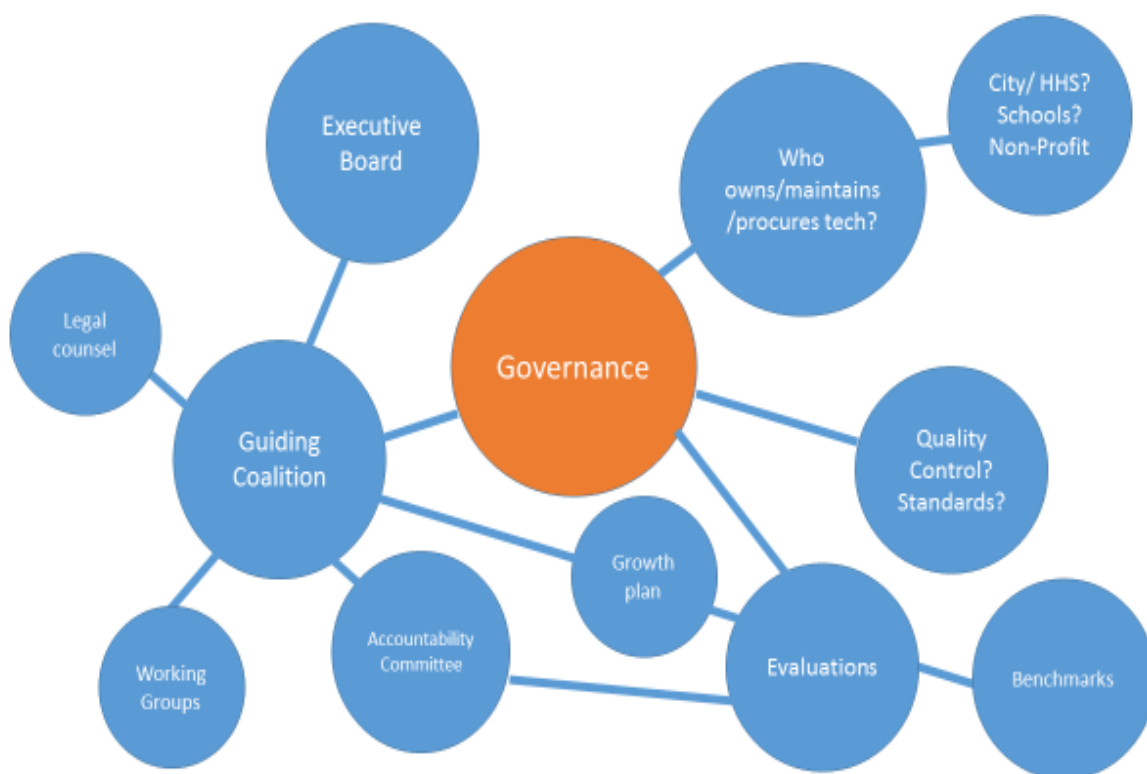 Executive
Board
Who
owns/maintains
/procures tech?
City/ HHS?
Schools?
Non-Profit
Legal
counsel
Governance
Guiding
Coalition
Quality
Control?
Standards?
Growth
plan
Accountability
Committee
Working
Groups
Evaluations
Benchmarks